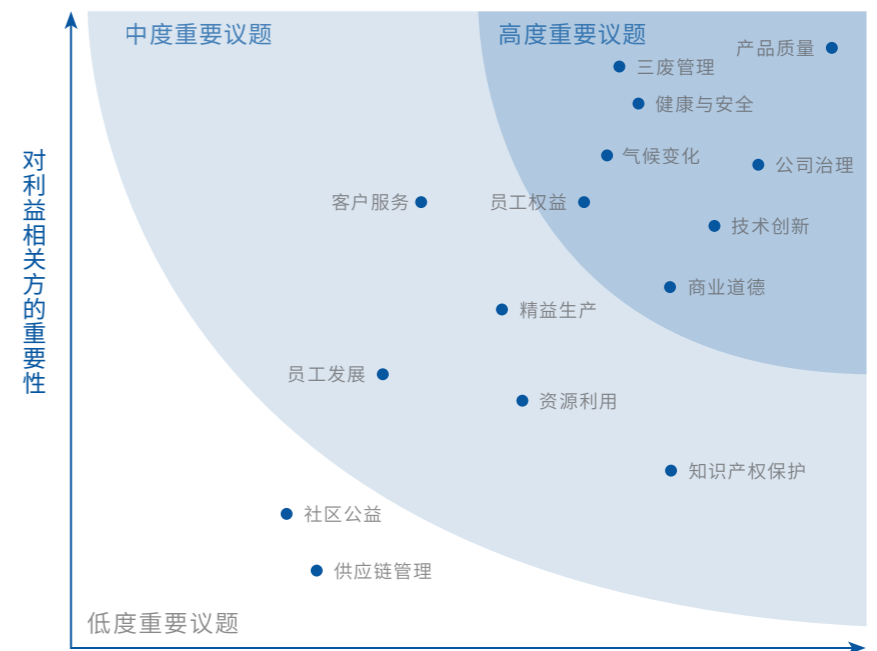 中度重要议题
高度重要议题
产品质量
三废管理
健康与安全
气候变化
公司治理
对利益相关方的重要性
客户服务
员工权益
技术创新
商业道德
精益生产
员工发展
资源利用
知识产权保护
社区公益
供应链管理
低度重要议题